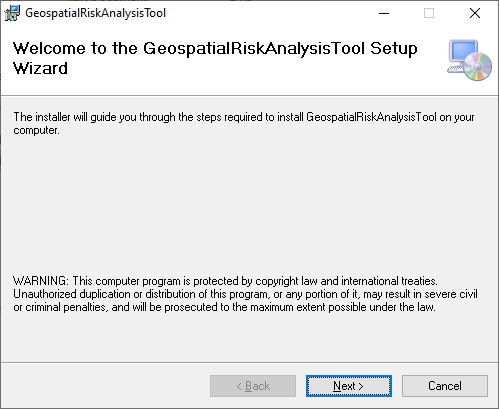 GeospatialRiskAnalysisTool
Welcome to the GeospatialRiskAnalysisTool Setup
Wizard
The installer will guide you through the steps required to install GeospatialRiskAnalysisTool on your
computer.
WARNING: This computer program is protected by copyright law and international treaties.
Unauthorized duplication or distribution of this program, or any portion of it, may result in severe civil
or criminal penalties, and will be prosecuted to the maximum extent possible under the law.
< Back
Next >
Cancel